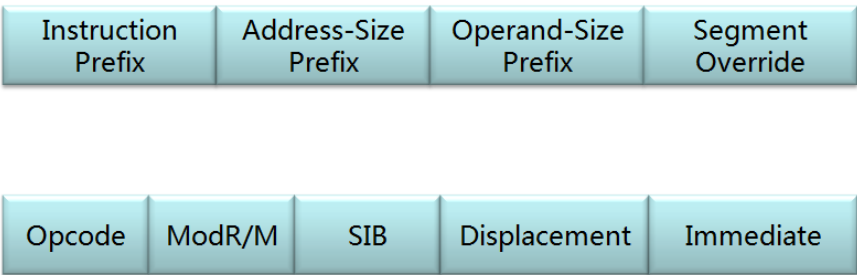 Instruction Prefix
Address-Size Prefix
Operand-Size Prefix
Segment Override
Opcode
ModR/M
SIB
Displacement
Immediate